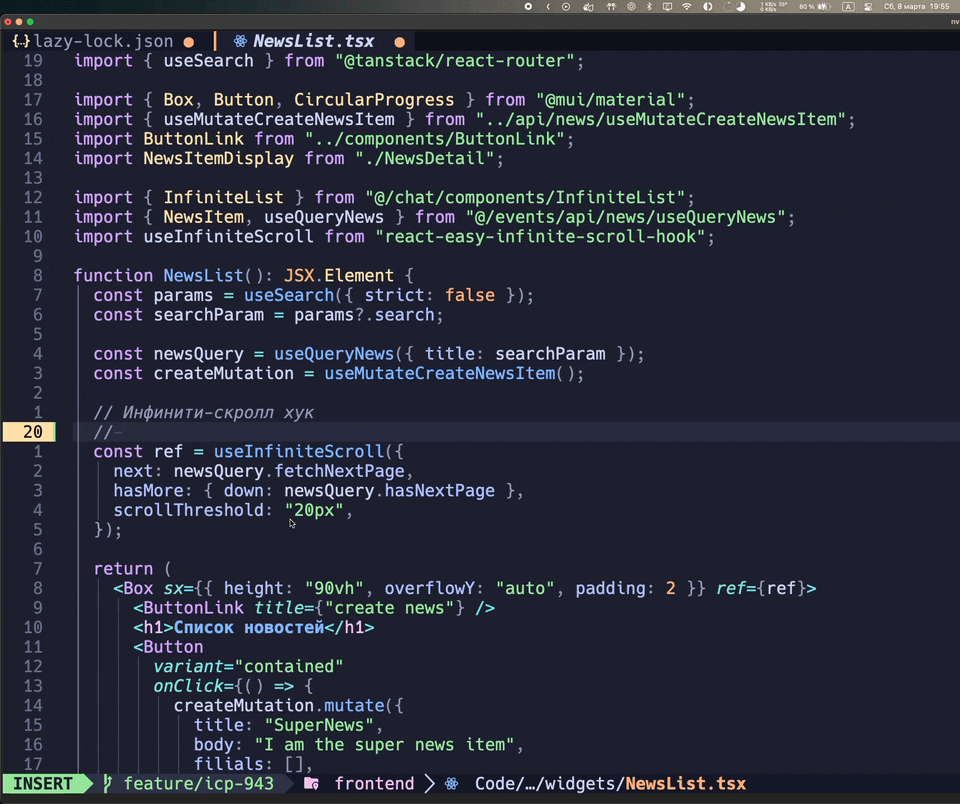 1 KB/s 39°
0 KB/s
80 %
A
Сб, 8 марта 19:55
nv
{..} lazy-lock.json ● NewsList.tsx ●
19 import { useSearch } from "@tanstack/react-router";
18
17 import { Box, Button, CircularProgress } from "@mui/material";
16 import { useMutateCreateNewsItem } from "../api/news/useMutateCreateNewsItem";
15 import ButtonLink from "../components/ButtonLink";
14 import NewsItemDisplay from "./NewsDetail";
13
12 import { InfiniteList } from "@/chat/components/InfiniteList";
11 import { NewsItem, useQueryNews } from "@/events/api/news/useQueryNews";
10 import useInfiniteScroll from "react-easy-infinite-scroll-hook";
9
8 function NewsList(): JSX.Element {
7 const params = useSearch({ strict: false });
6 const searchParam = params?.search;
5
4 const newsQuery = useQueryNews({ title: searchParam });
3 const createMutation = useMutateCreateNewsItem();
2
1 // Инфинити-скролл хук
20 //-
1 const ref = useInfiniteScroll({
2 next: newsQuery.fetchNextPage,
3 hasMore: { down: newsQuery.hasNextPage },
4 scrollThreshold: "20px",
5 });
6
7 return (
8 <Box sx={{ height: "90vh", overflowY: "auto", padding: 2 }} ref={ref}>
9 <ButtonLink title={"create news"} />
10 <h1>Список новостей</h1>
11 <Button
12 variant="contained"
13 onClick={() => {
14 createMutation.mutate({
15 title: "SuperNews",
16 body: "I am the super news item",
17 filials: [],
INSERT feature/icp-943 frontend Code/…/widgets/NewsList.tsx